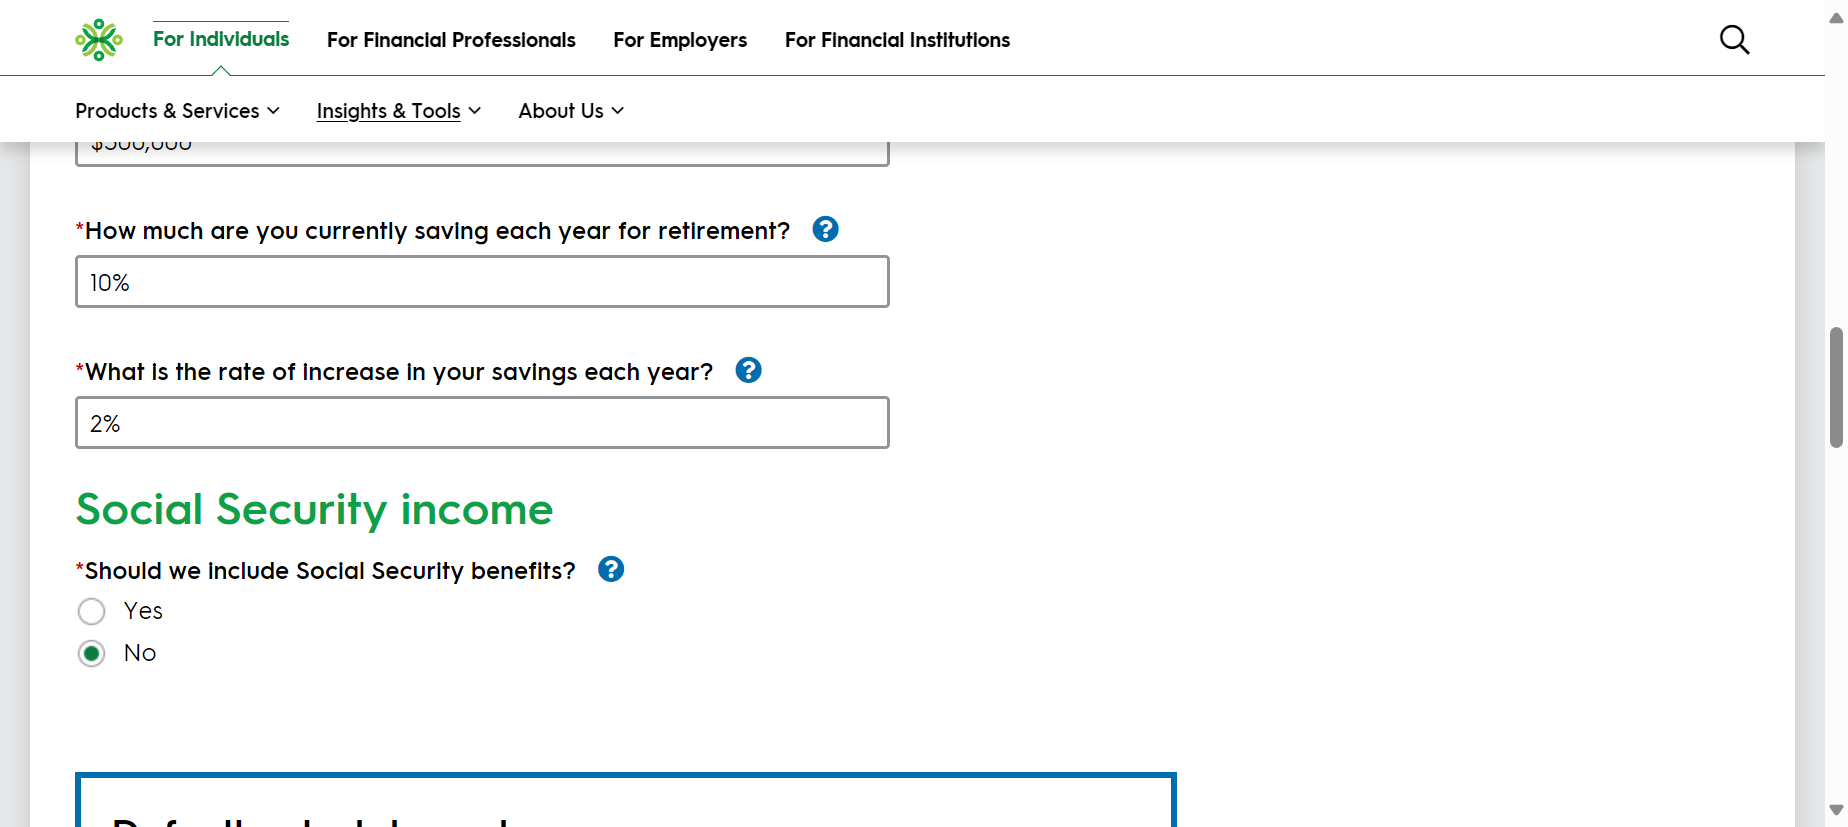 For Individuals
For Financial Professionals
For Employers
For Financial Institutions
Products & Services
Insights & Tools
About Us
*How much are you currently saving each year for retirement? ?
10%
*What is the rate of increase in your savings each year? ?
2%
Social Security income
*Should we include Social Security benefits? ?
Yes
No